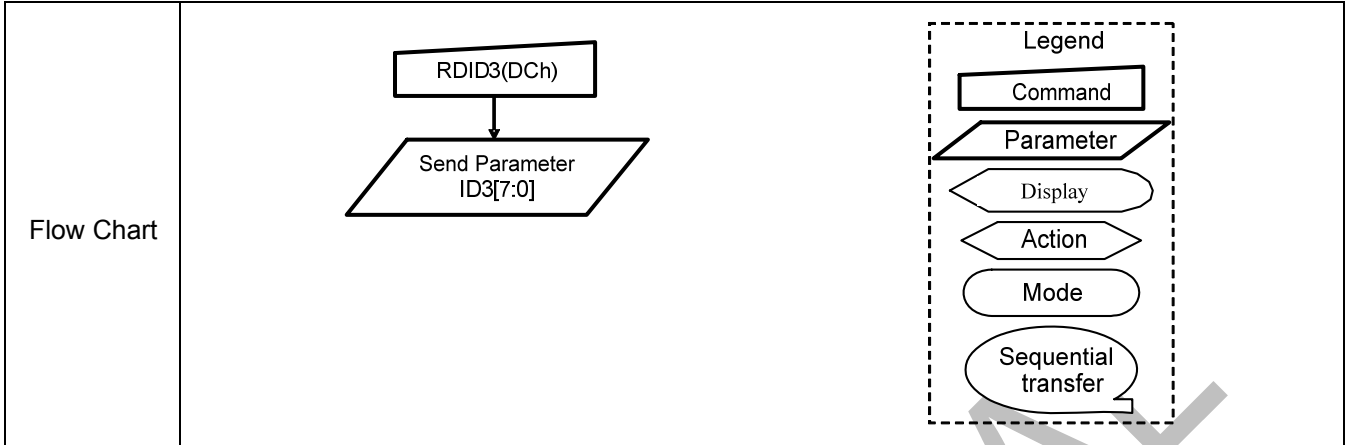 Flow Chart
RDID3(DCh)
Send Parameter
ID3[7:0]
Legend
Command
Parameter
Display
Action
Mode
Sequential
transfer